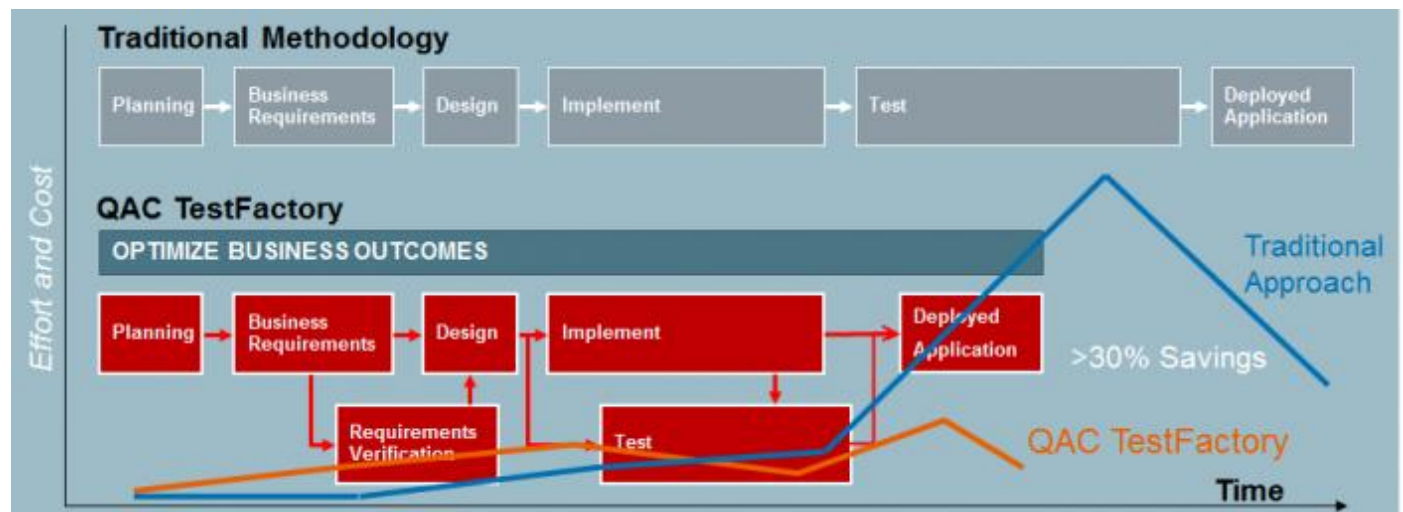 Traditional Methodology
Planning
Business
Requirements
Design
Implement
Test
Deployed
Application
QAC TestFactory
OPTIMIZE BUSINESS OUTCOMES
Planning
Business
Requirements
Design
Implement
Deployed
Application
Requirements
Verification
Test
Traditional
Approach
>30% Savings
QAC TestFactory
Effort and Cost
Time